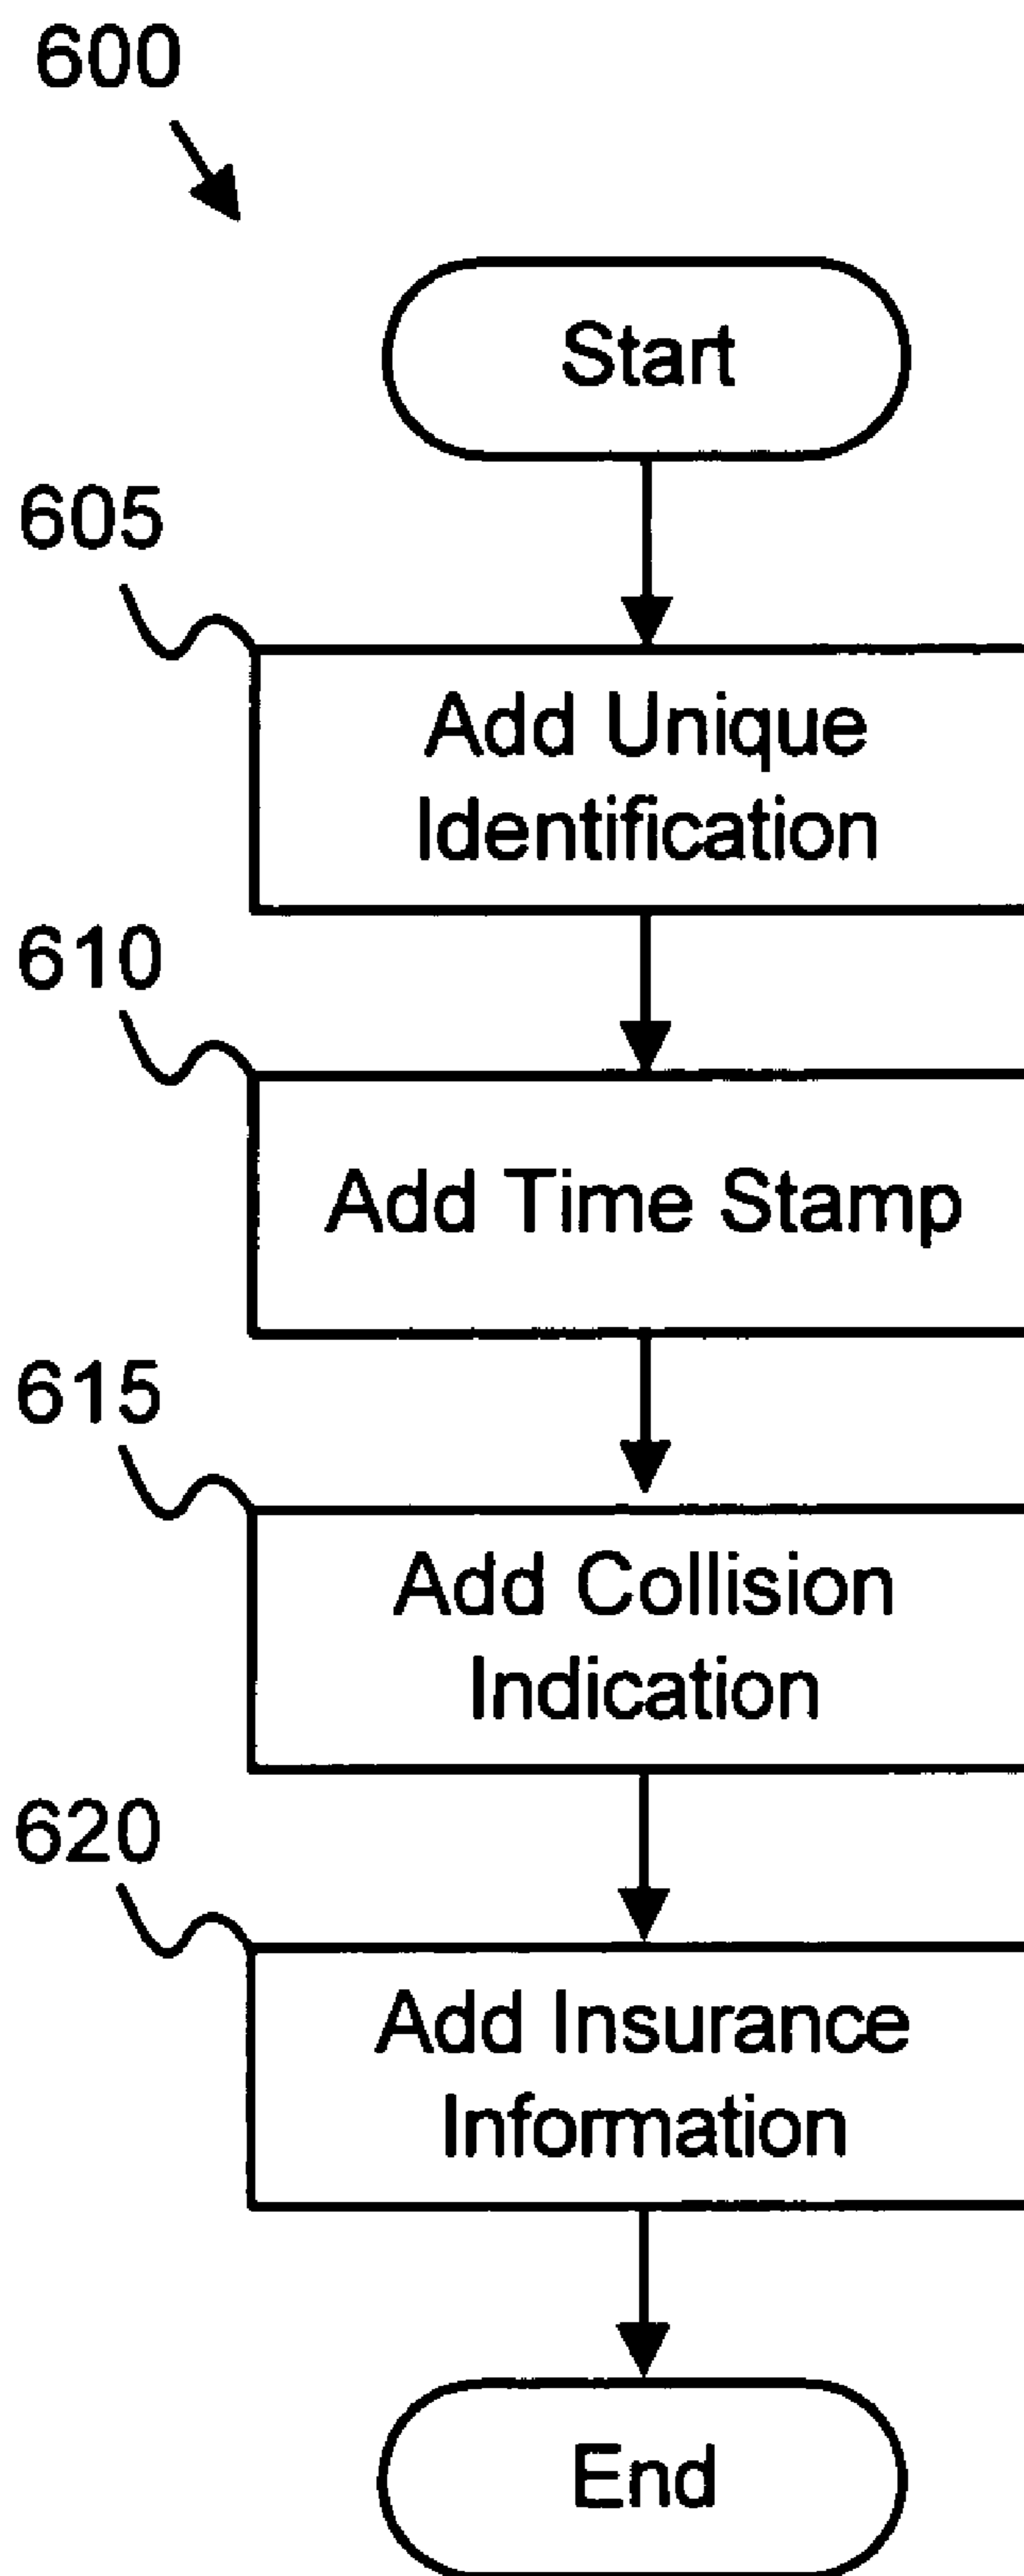 600
Start
605
Add Unique
Identification
610
Add Time Stamp
615
Add Collision
Indication
620
Add Insurance
Information
End